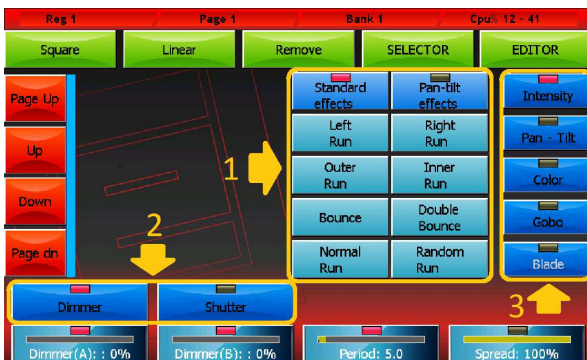 Reg 1 Page 1 Bank 1 Cpu% 12 - 41
Square Linear Remove SELECTOR EDITOR
Page Up
Up
Down
Page dn
1
Standard
effects
Pan-tilt
effects
Left
Run
Right
Run
Outer
Run
Inner
Run
Bounce
Double
Bounce
Normal
Run
Random
Run
Intensity
Pan - Tilt
Color
Gobo
Blade
3
2
Dimmer Shutter
Dimmer(A): : 0% Dimmer(B): : 0% Period: 5.0 Spread: 100%